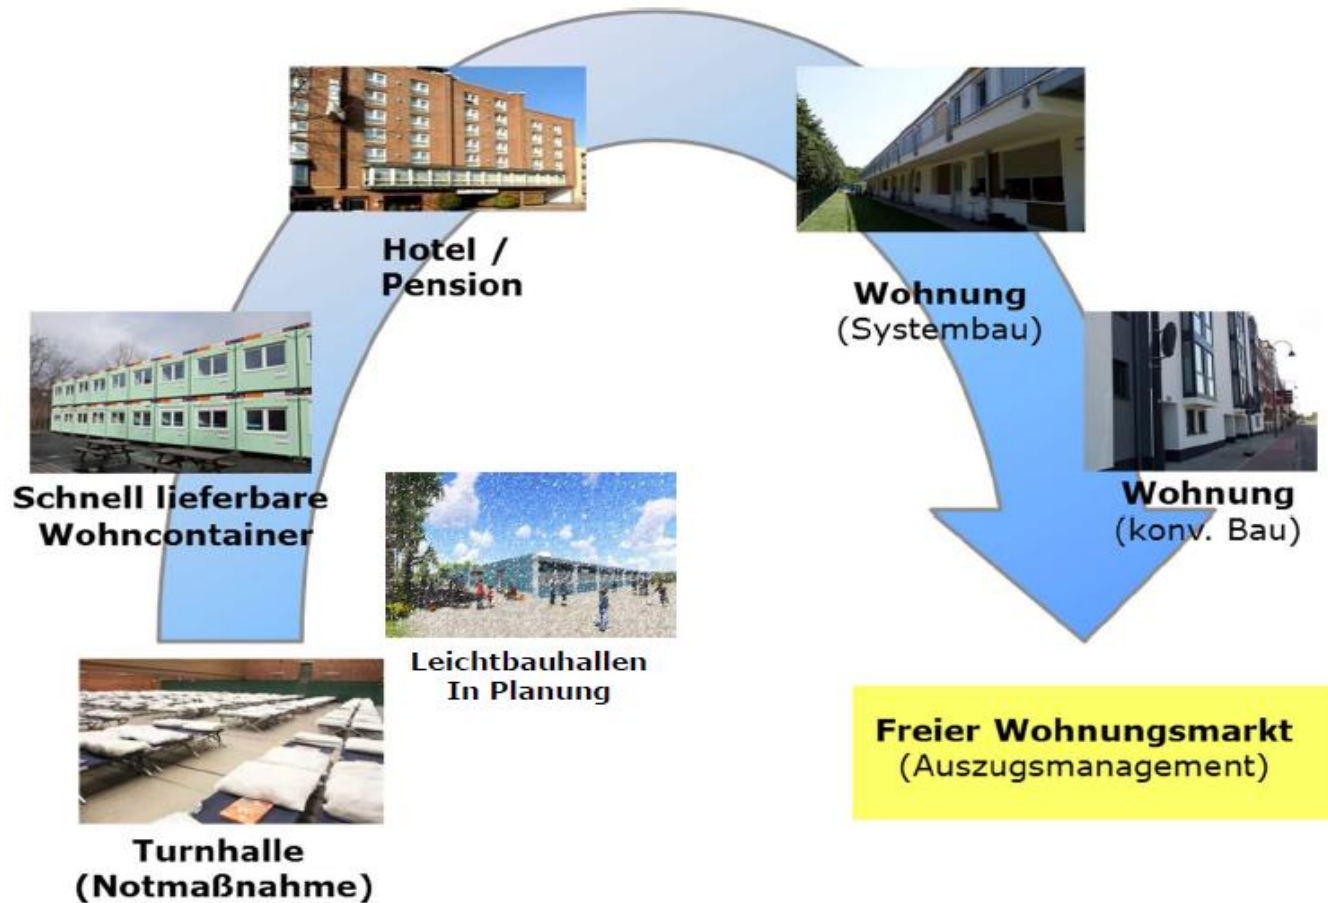 Hotel /
Pension
Wohnung
(Systembau)
Schnell lieferbare
Wohncontainer
Wohnung
(konv. Bau)
Leichtbauhallen
In Planung
Freier Wohnungsmarkt
(Auszugsmanagement)
Turnhalle
(Notmaßnahme)